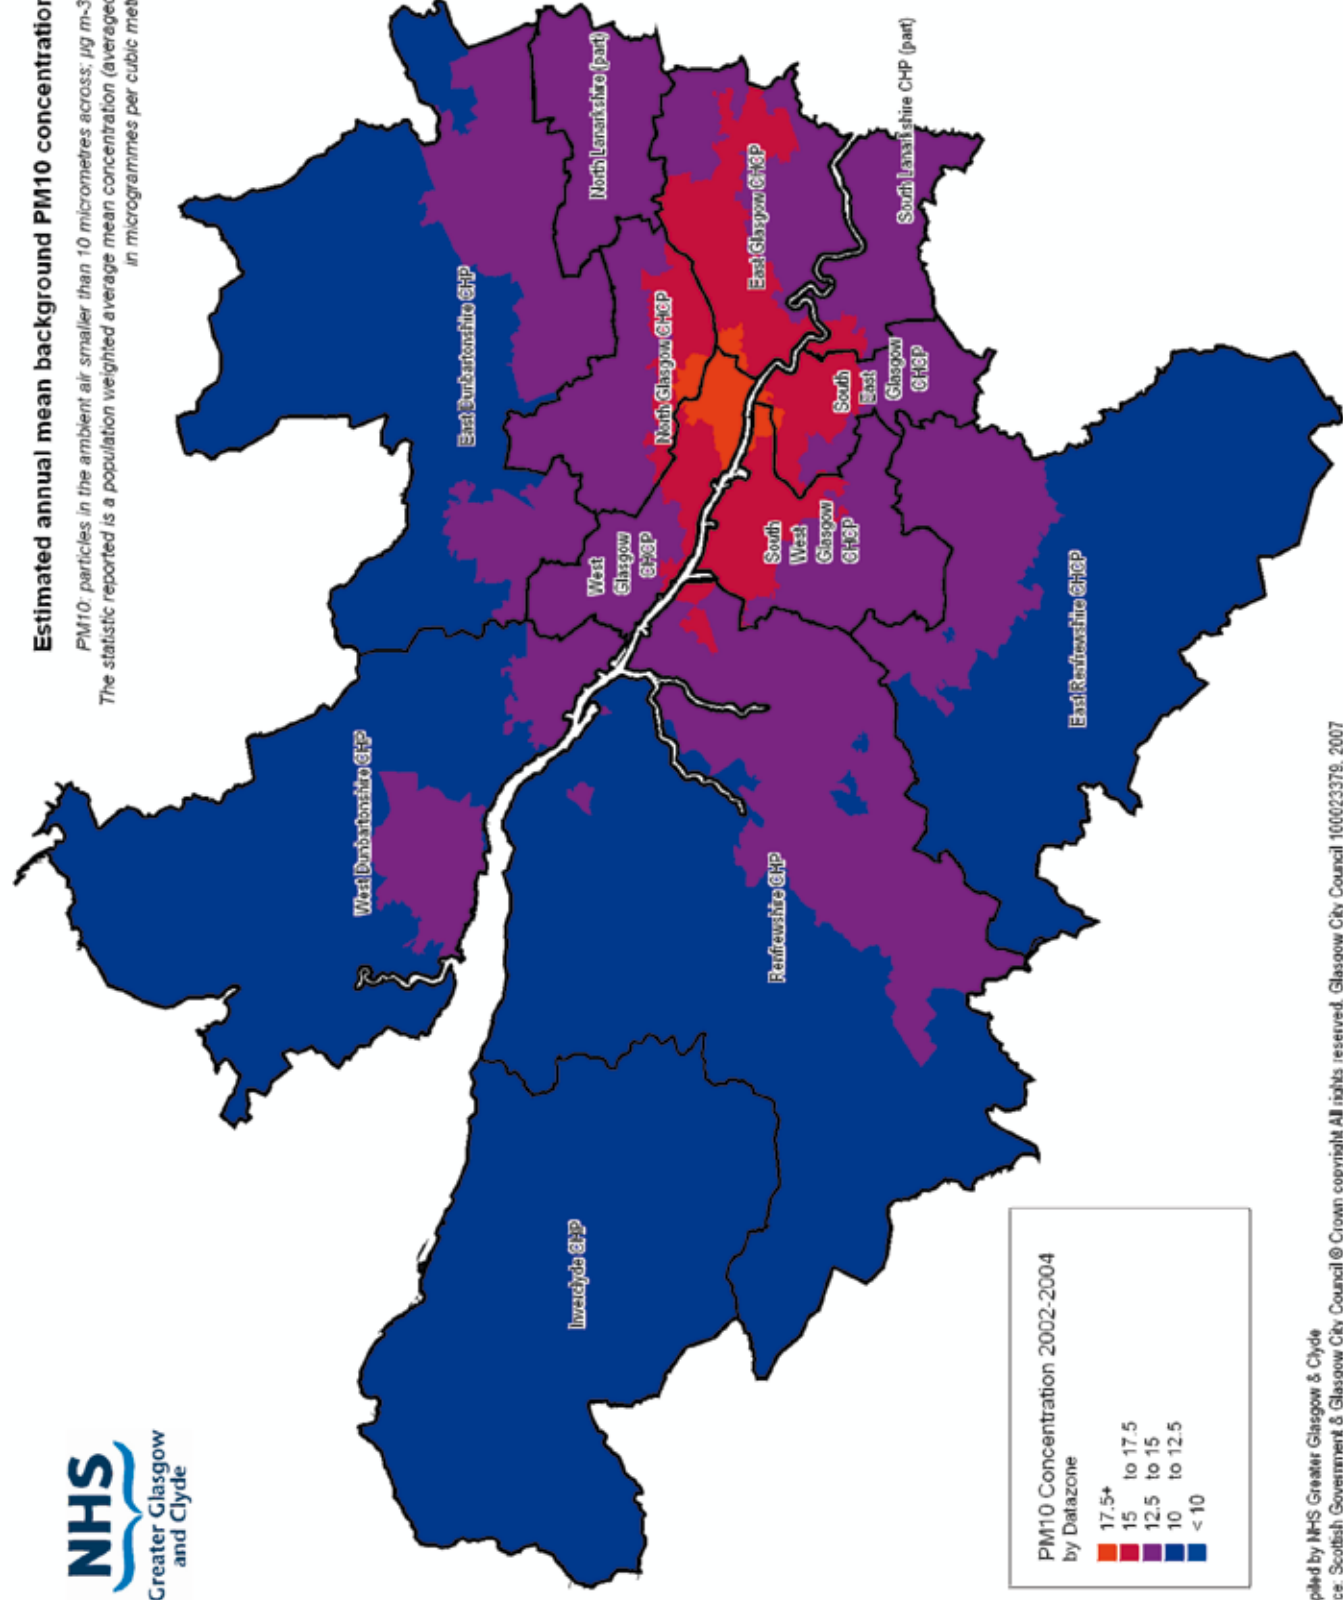 Estimated annual mean background PM10 concentration
PM10: particles in the ambient air smaller than 10 micrometres across; µg m-3
The statistic reported is a population weighted average mean concentration (averaged
in microgrammes per cubic met
NHS
Greater Glasgow
and Clyde
West Dunbartonshire CHP
East Dunbartonshire CHP
North Lanarkshire (part)
Inverclyde CHP
West
Glasgow
CHCP
North Glasgow CHCP
East Glasgow CHCP
Renfrewshire CHP
South
West
Glasgow
CHCP
South
East
Glasgow
CHCP
South Lanarkshire CHP (part)
East Renfrewshire CHCP
PM10 Concentration 2002-2004
by Datazone
17.5+
15 to 17.5
12.5 to 15
10 to 12.5
< 10
piled by NHS Greater Glasgow & Clyde
ce: Scottish Government & Glasgow City Council © Crown copyright All rights reserved. Glasgow City Council 100023379, 2007